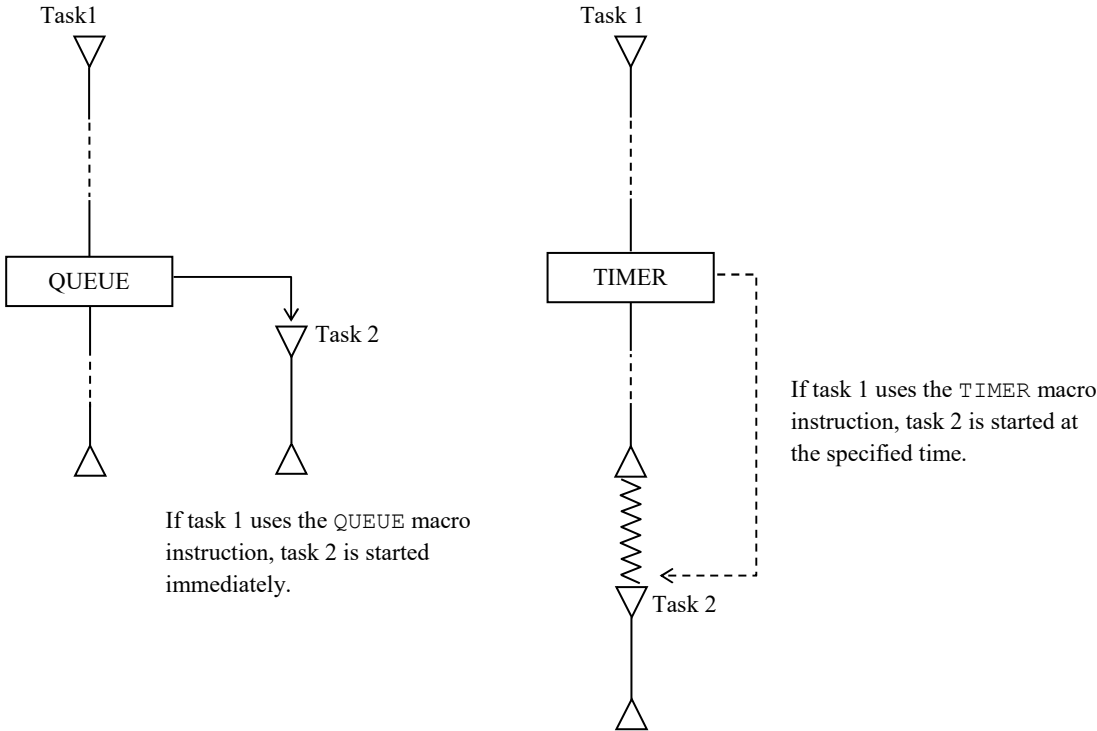 Task1
QUEUE
Task 2
If task 1 uses the QUEUE macro
instruction, task 2 is started
immediately.
Task 1
TIMER
If task 1 uses the TIMER macro
instruction, task 2 is started at
the specified time.
Task 2